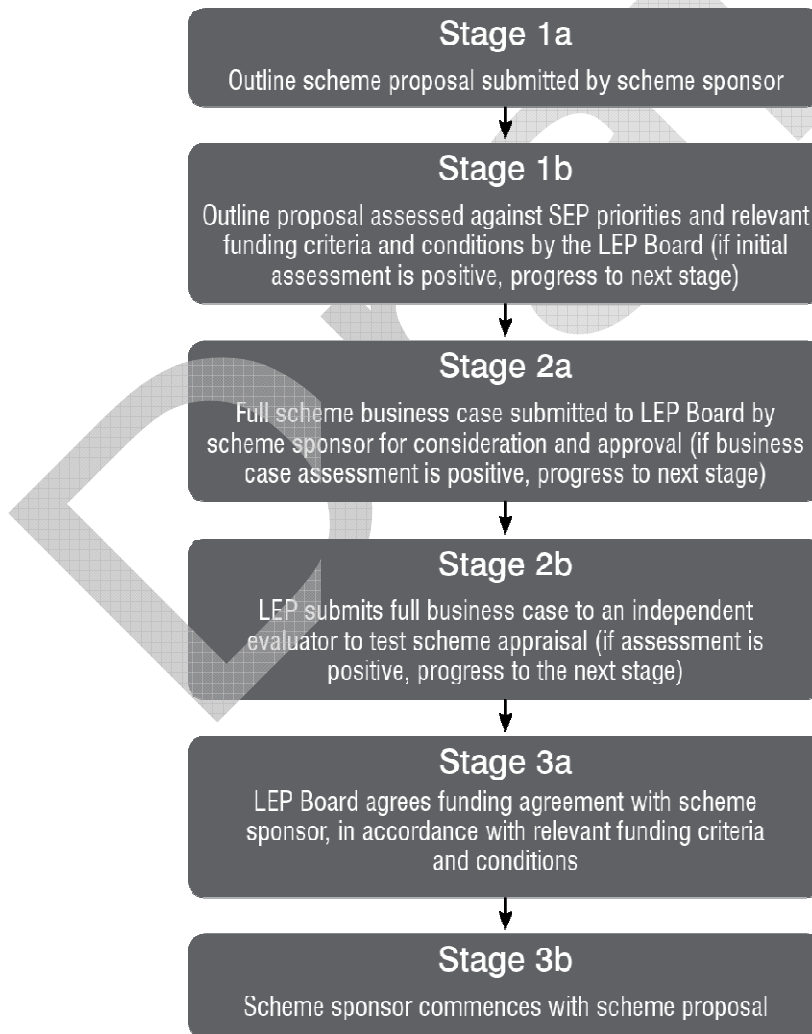 Stage 1a
Outline scheme proposal submitted by scheme sponsor
Stage 1b
Outline proposal assessed against SEP priorities and relevant
funding criteria and conditions by the LEP Board (if initial
assessment is positive, progress to next stage)
Stage 2a
Full scheme business case submitted to LEP Board by
scheme sponsor for consideration and approval (if business
case assessment is positive, progress to next stage)
Stage 2b
LEP submits full business case to an independent
evaluator to test scheme appraisal (if assessment is
positive, progress to the next stage)
Stage 3a
LEP Board agrees funding agreement with scheme
sponsor, in accordance with relevant funding criteria
and conditions
Stage 3b
Scheme sponsor commences with scheme proposal